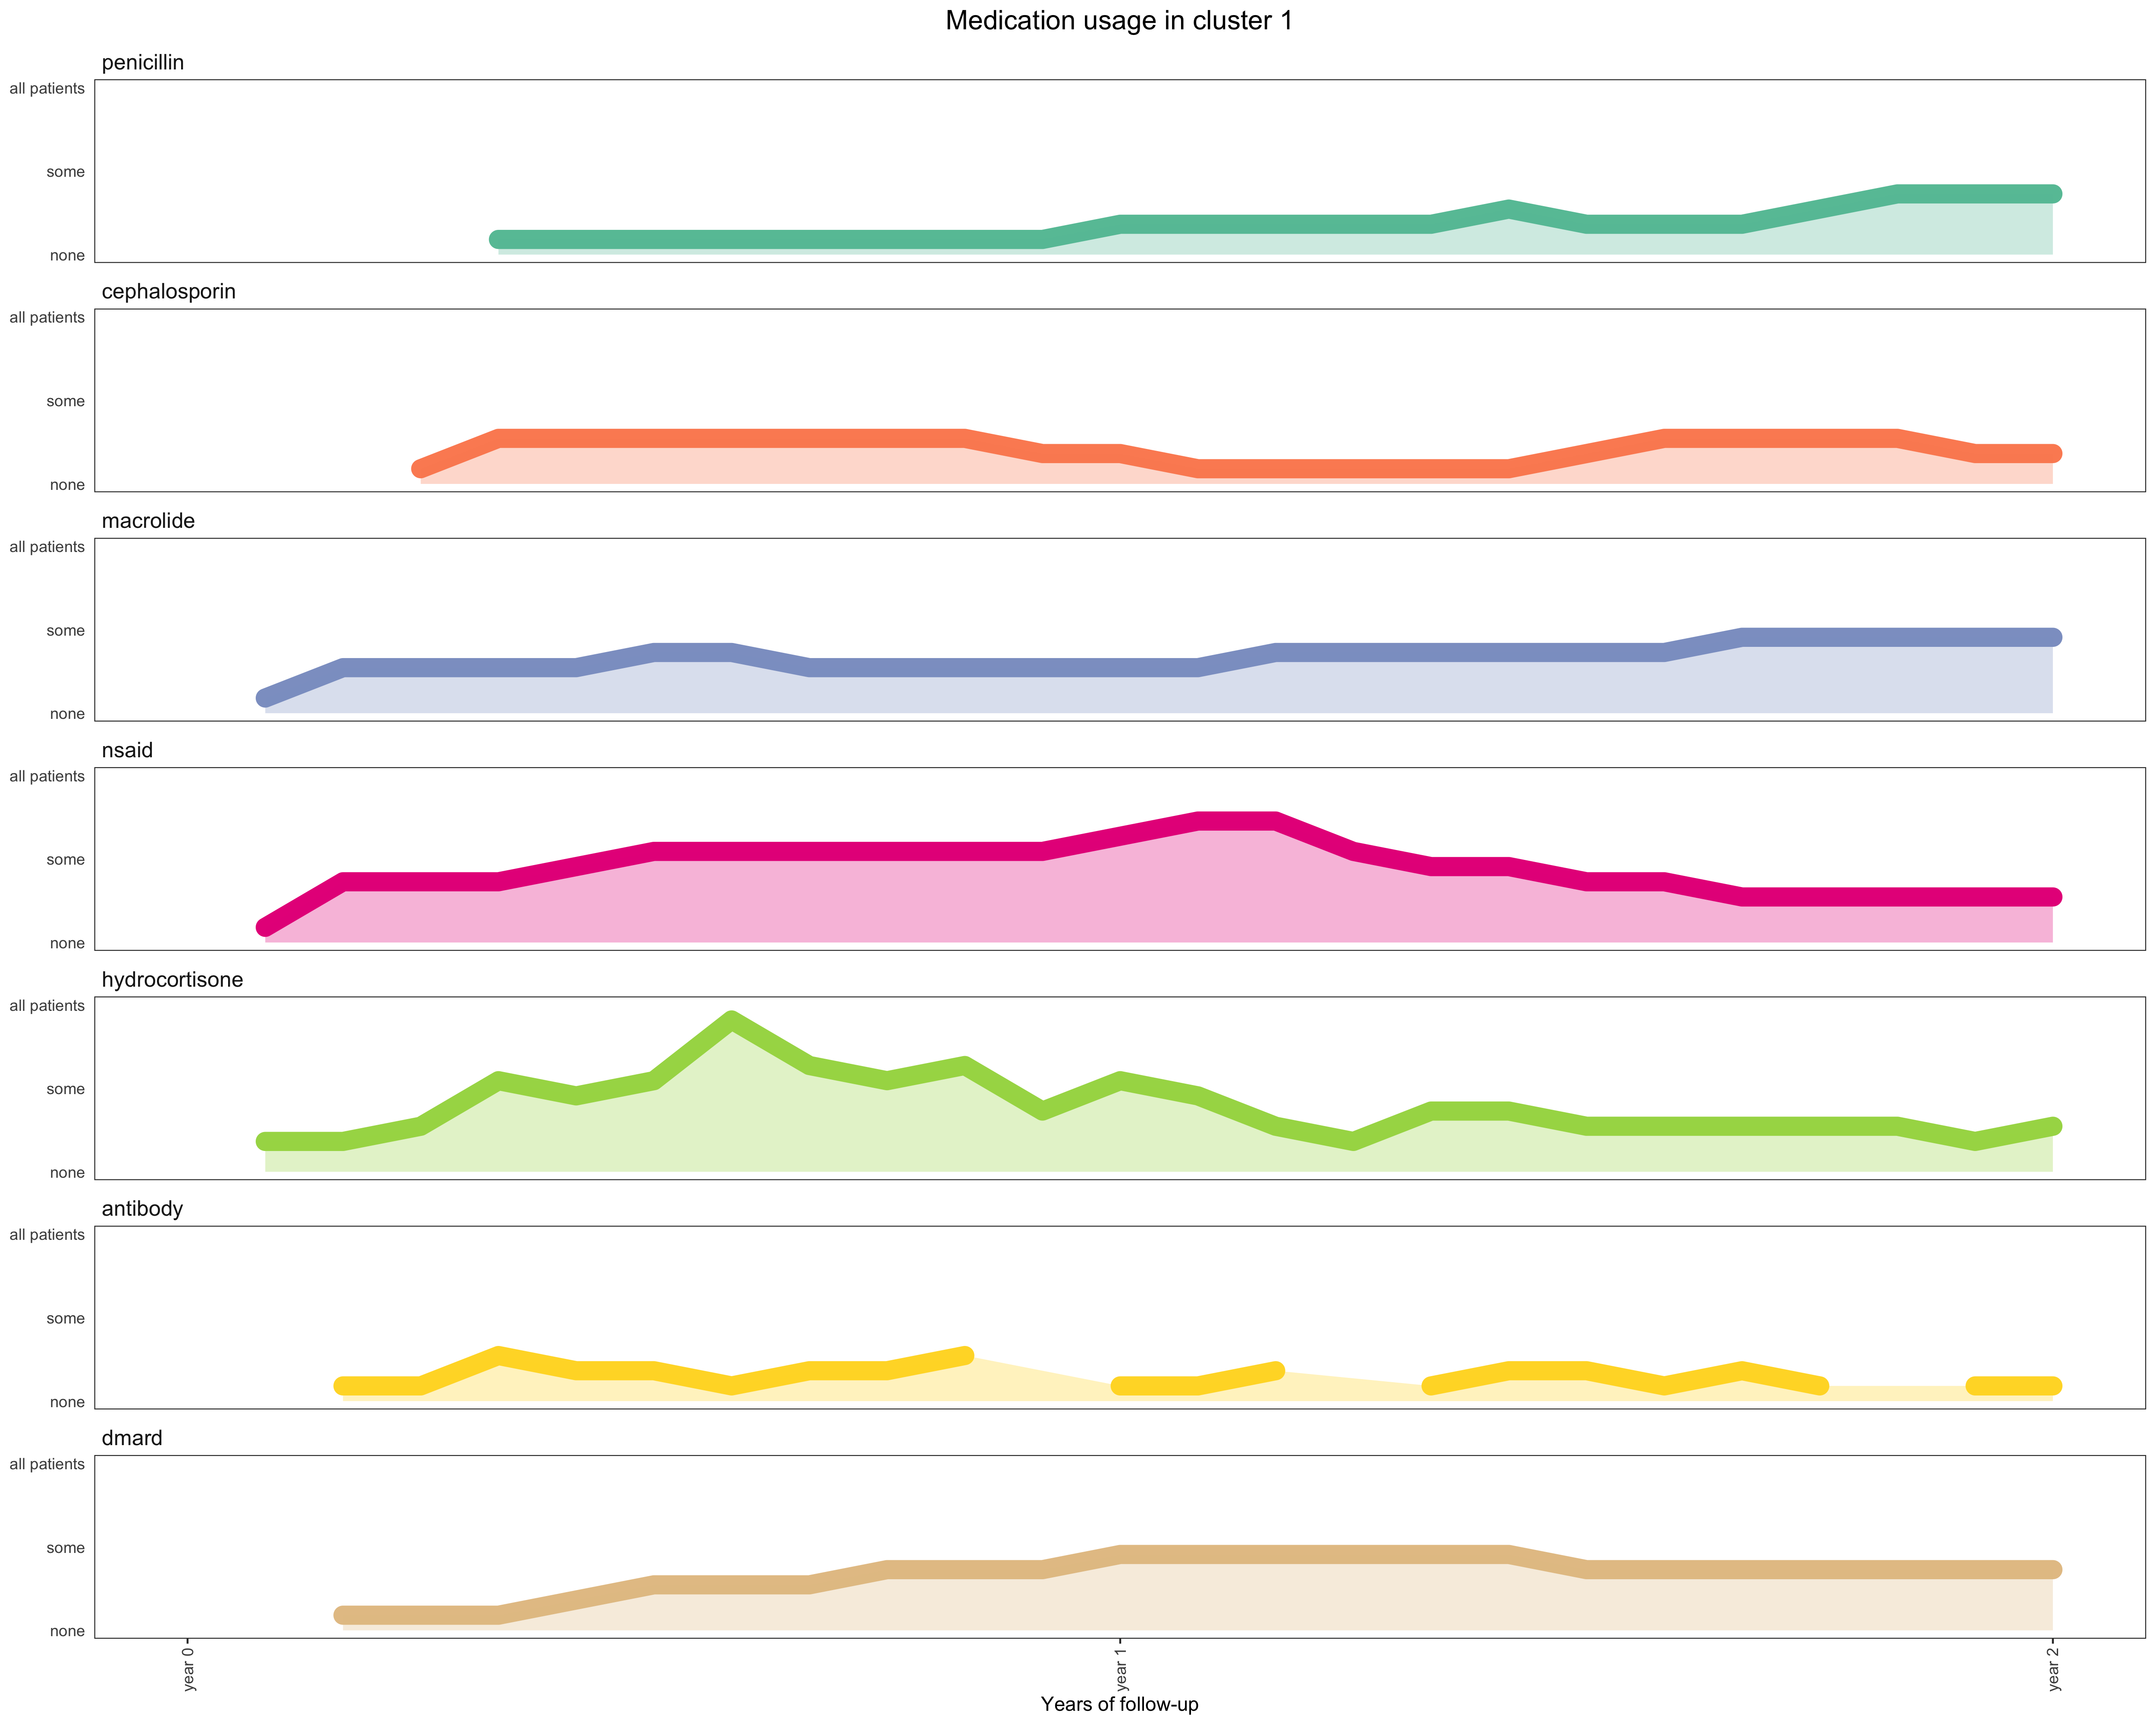 Medication usage in cluster 1
penicillin
all patients
some
none
cephalosporin
all patients
some
none
macrolide
all patients
some
none
nsaid
all patients
some
none
hydrocortisone
all patients
some
none
antibody
all patients
some
none
dmard
all patients
some
none
year 0
year 1
year 2
Years of follow-up